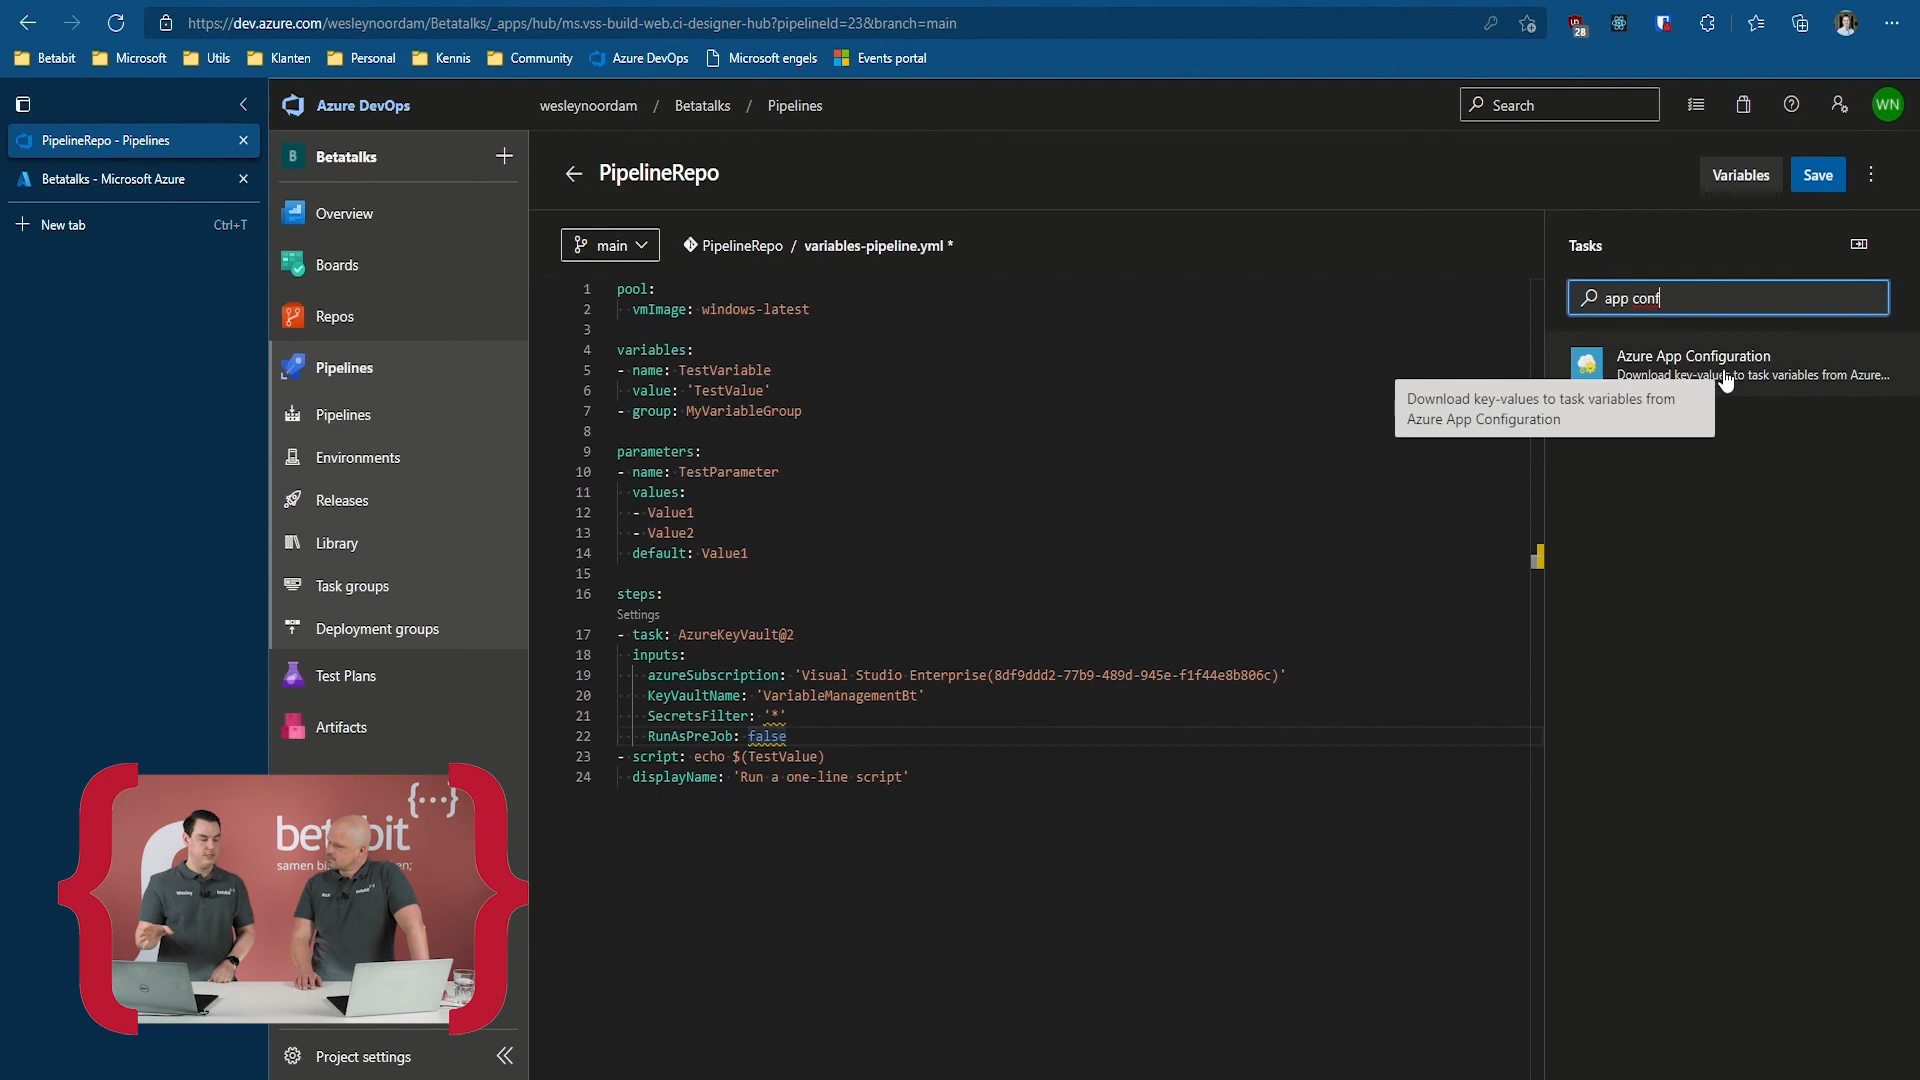 https://dev.azure.com/wesleynoordam/Betatalks/_apps/hub/ms.vss-build-web.ci-designer-hub?pipelineId=23&branch=main
28
Betabit
Microsoft
Utils
Klanten
Personal
Kennis
Community
Azure DevOps
Microsoft engels
Events portal
PipelineRepo - Pipelines
Betatalks - Microsoft Azure
New tab
Ctrl+T
Azure DevOps
wesleynoordam / Betatalks / Pipelines
Search
WN
B
Betatalks
Overview
Boards
Repos
Pipelines
Pipelines
Environments
Releases
Library
Task groups
Deployment groups
Test Plans
Artifacts
Project settings
PipelineRepo
Variables
Save
main
PipelineRepo / variables-pipeline.yml *
1 pool:
2 vmImage: windows-latest
3
4 variables:
5 - name: TestVariable
6 value: 'TestValue'
7 - group: MyVariableGroup
8
9 parameters:
10 - name: TestParameter
11 values:
12 - Value1
13 - Value2
14 default: Value1
15
16 steps:
Settings
17 - task: AzureKeyVault@2
18 inputs:
19 azureSubscription: 'Visual Studio Enterprise(8df9ddd2-77b9-489d-945e-f1f44e8b806c)'
20 KeyVaultName: 'VariableManagementBt'
21 SecretsFilter: '*'
22 RunAsPreJob: false
23 - script: echo $(TestValue)
24 displayName: 'Run a one-line script'
Tasks
app conf
Azure App Configuration
Download key-values to task variables from Azure...
Download key-values to task variables from
Azure App Configuration
{...}
Wesley
Rick